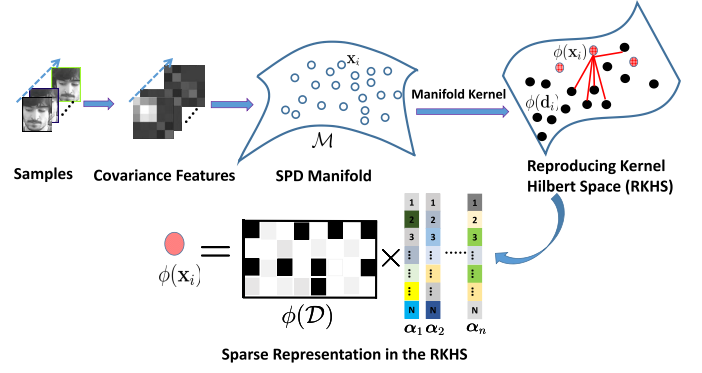 Samples
Covariance Features
x_i
ℳ
SPD Manifold
Manifold Kernel
ϕ(x_i)
ϕ(d_i)
Reproducing Kernel
Hilbert Space (RKHS)
ϕ(x_i)
=
ϕ(𝒟)
×
1 1 1
2 2 2
3 3 3
⋮ ⋮ ...... ⋮
⋮ ⋮ ⋮
N N N
α_1 α_2 α_n
Sparse Representation in the RKHS